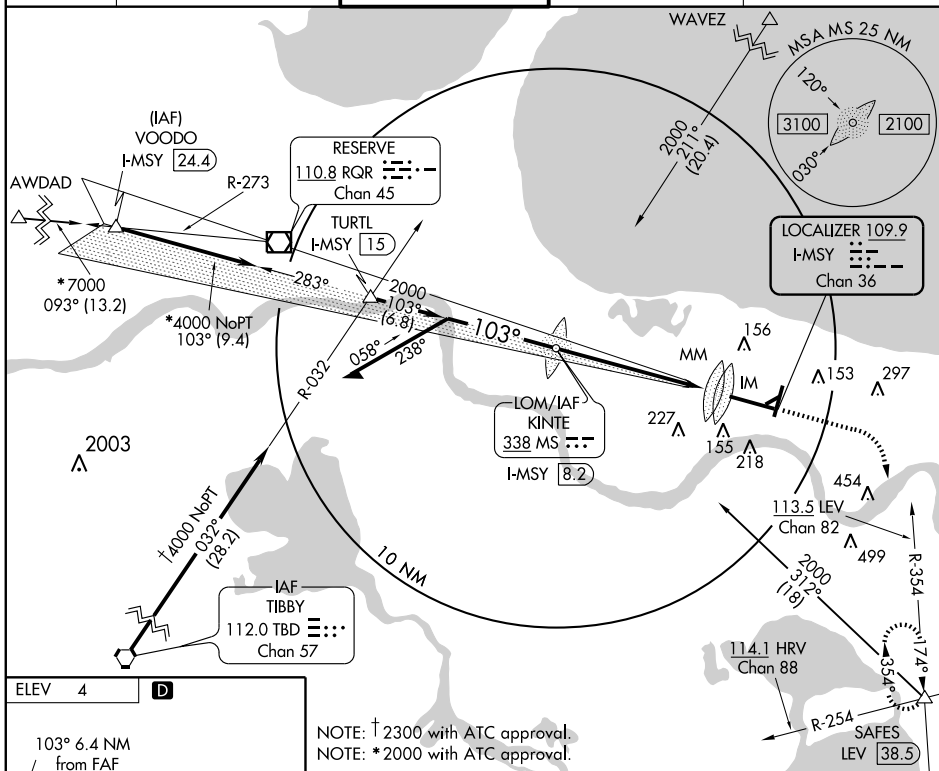 WAVEZ
MSA MS 25 NM
120°
3100
2100
030°
2000
211°
(20.4)
(IAF)
VOODO
I-MSY 24.4
AWDAD
R-273
RESERVE
110.8 RQR
Chan 45
TURTL
I-MSY 15
LOCALIZER 109.9
I-MSY
Chan 36
*7000
093° (13.2)
*4000 NoPT
103° (9.4)
283°
2000
103°
(6.8)
103°
058°
238°
R-032
MM
IM
156
153
297
LOM/IAF
KINTE
338 MS
I-MSY 8.2
227
155
218
454
499
2003
113.5 LEV
Chan 82
R-354
†4000 NoPT
032°
(28.2)
10 NM
2000
312°
(18)
IAF
TIBBY
112.0 TBD
Chan 57
114.1 HRV
Chan 88
354°
174°
R-254
SAFES
LEV 38.5
ELEV 4
D
103° 6.4 NM
from FAF
NOTE: † 2300 with ATC approval.
NOTE: * 2000 with ATC approval.